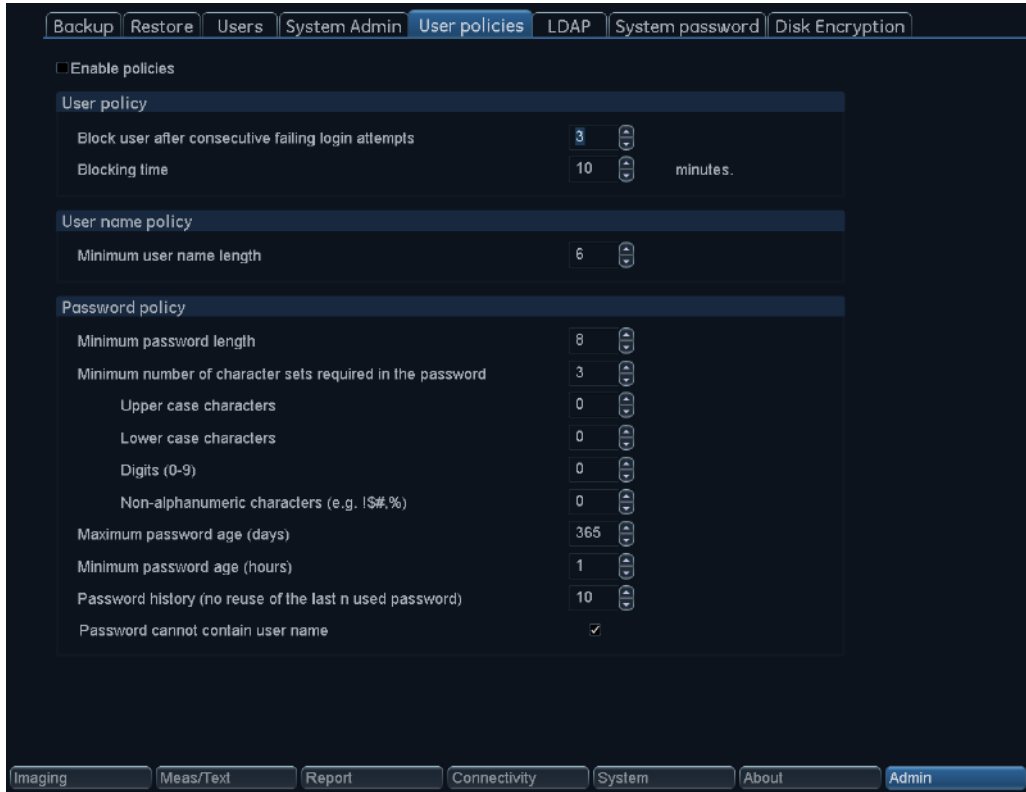 Backup Restore Users System Admin User policies LDAP System password Disk Encryption
Enable policies
User policy
Block user after consecutive failing login attempts 3
Blocking time 10 minutes.
User name policy
Minimum user name length 6
Password policy
Minimum password length 8
Minimum number of character sets required in the password 3
Upper case characters 0
Lower case characters 0
Digits (0-9) 0
Non-alphanumeric characters (e.g. !$#,%) 0
Maximum password age (days) 365
Minimum password age (hours) 1
Password history (no reuse of the last n used password) 10
Password cannot contain user name
Imaging Meas/Text Report Connectivity System About Admin